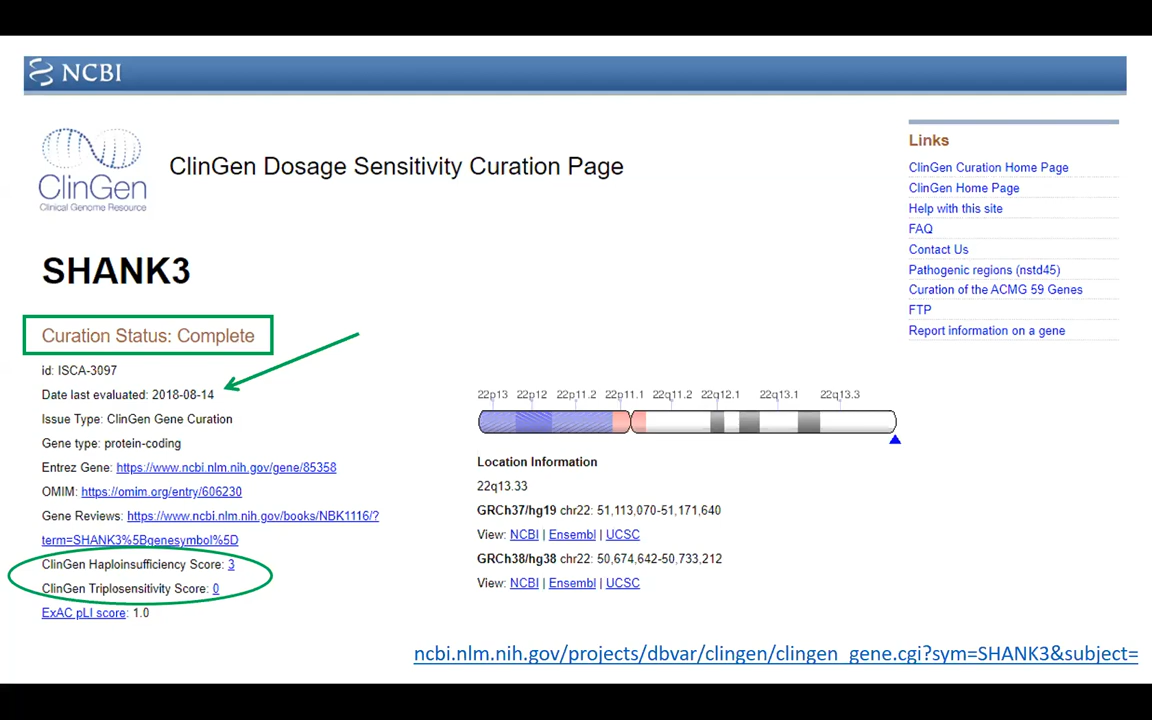 NCBI
ClinGen
Clinical Genome Resource
ClinGen Dosage Sensitivity Curation Page
SHANK3
Curation Status: Complete
id: ISCA-3097
Date last evaluated: 2018-08-14
Issue Type: ClinGen Gene Curation
Gene type: protein-coding
Entrez Gene: https://www.ncbi.nlm.nih.gov/gene/85358
OMIM: https://omim.org/entry/606230
Gene Reviews: https://www.ncbi.nlm.nih.gov/books/NBK1116/?
term=SHANK3%5Bgenesymbol%5D
ClinGen Haploinsufficiency Score: 3
ClinGen Triplosensitivity Score: 0
ExAC pLI score: 1.0
22p13 22p12 22p11.2 22p11.1 22q11.2 22q12.1 22q13.1 22q13.3
Location Information
22q13.33
GRCh37/hg19 chr22: 51,113,070-51,171,640
View: NCBI | Ensembl | UCSC
GRCh38/hg38 chr22: 50,674,642-50,733,212
View: NCBI | Ensembl | UCSC
Links
ClinGen Curation Home Page
ClinGen Home Page
Help with this site
FAQ
Contact Us
Pathogenic regions (nstd45)
Curation of the ACMG 59 Genes
FTP
Report information on a gene
ncbi.nlm.nih.gov/projects/dbvar/clingen/clingen_gene.cgi?sym=SHANK3&subject=